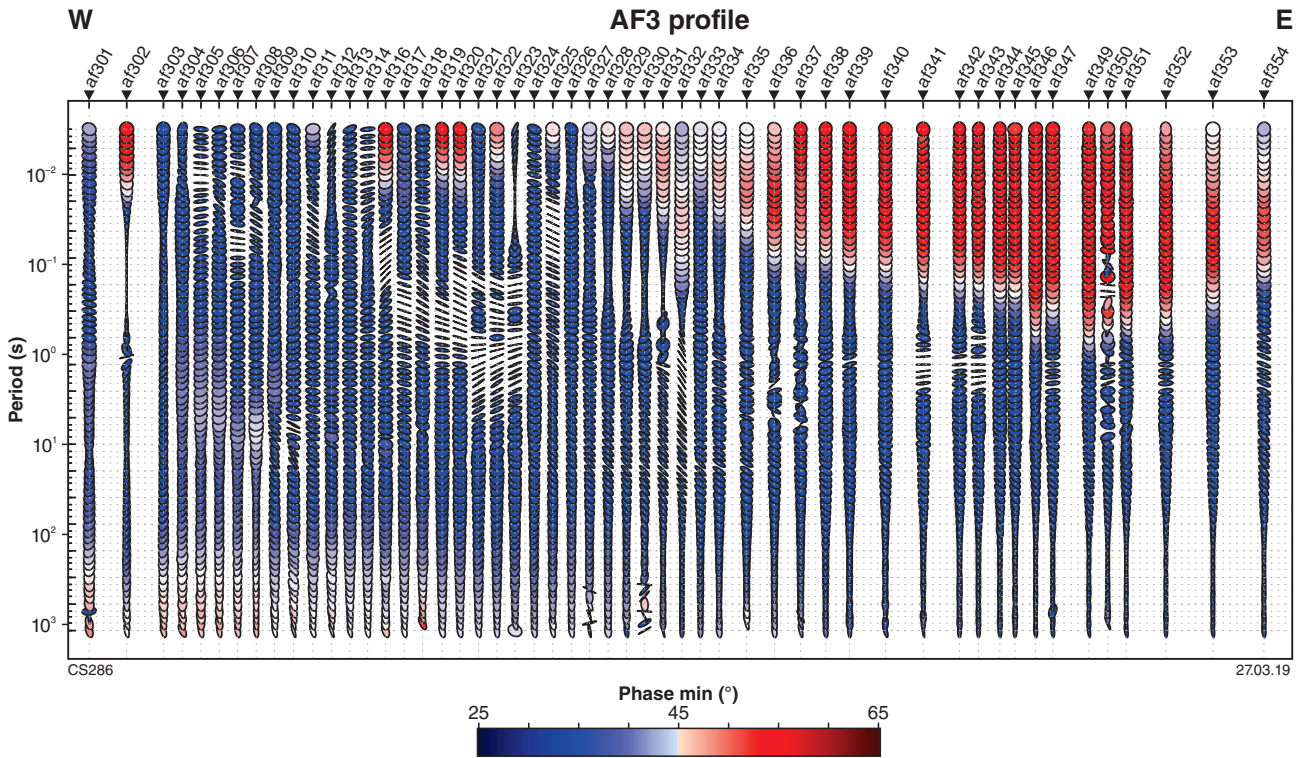 W AF3 profile E
af301 af302 af303 af304 af305 af306 af307 af308 af309 af310 af311 af312 af313 af314 af316 af317 af318 af319 af320 af321 af322 af323 af324 af325 af326 af327 af328 af329 af330 af331 af332 af333 af334 af335 af336 af337 af338 af339 af340 af341 af342 af343 af344 af345 af346 af347 af349 af350 af351 af352 af353 af354
Period (s)
10⁻²
10⁻¹
10⁰
10¹
10²
10³
CS286 27.03.19
Phase min (°)
25 45 65